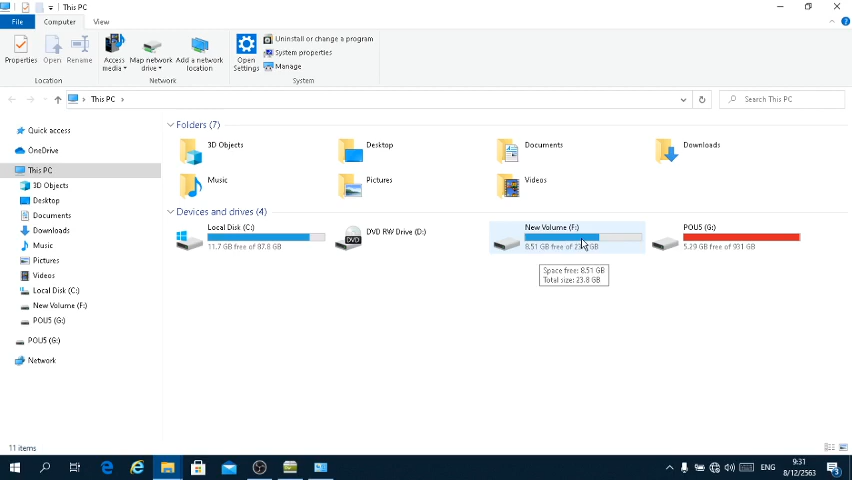 This PC
File Computer View
Properties Open Rename Access media Map network drive Add a network location Open Settings Uninstall or change a program
System properties
Manage
Location Network System
This PC
Search This PC
Quick access
OneDrive
This PC
3D Objects
Desktop
Documents
Downloads
Music
Pictures
Videos
Local Disk (C:)
New Volume (F:)
POU5 (G:)
POU5 (G:)
Network
Folders (7)
3D Objects
Desktop
Documents
Downloads
Music
Pictures
Videos
Devices and drives (4)
Local Disk (C:)
11.7 GB free of 87.8 GB
DVD RW Drive (D:)
DVD
New Volume (F:)
8.51 GB free of GB
POU5 (G:)
5.29 GB free of 931 GB
Space free: 8.51 GB
Total size: 23.8 GB
11 items
ENG
9:31
8/12/2563
3